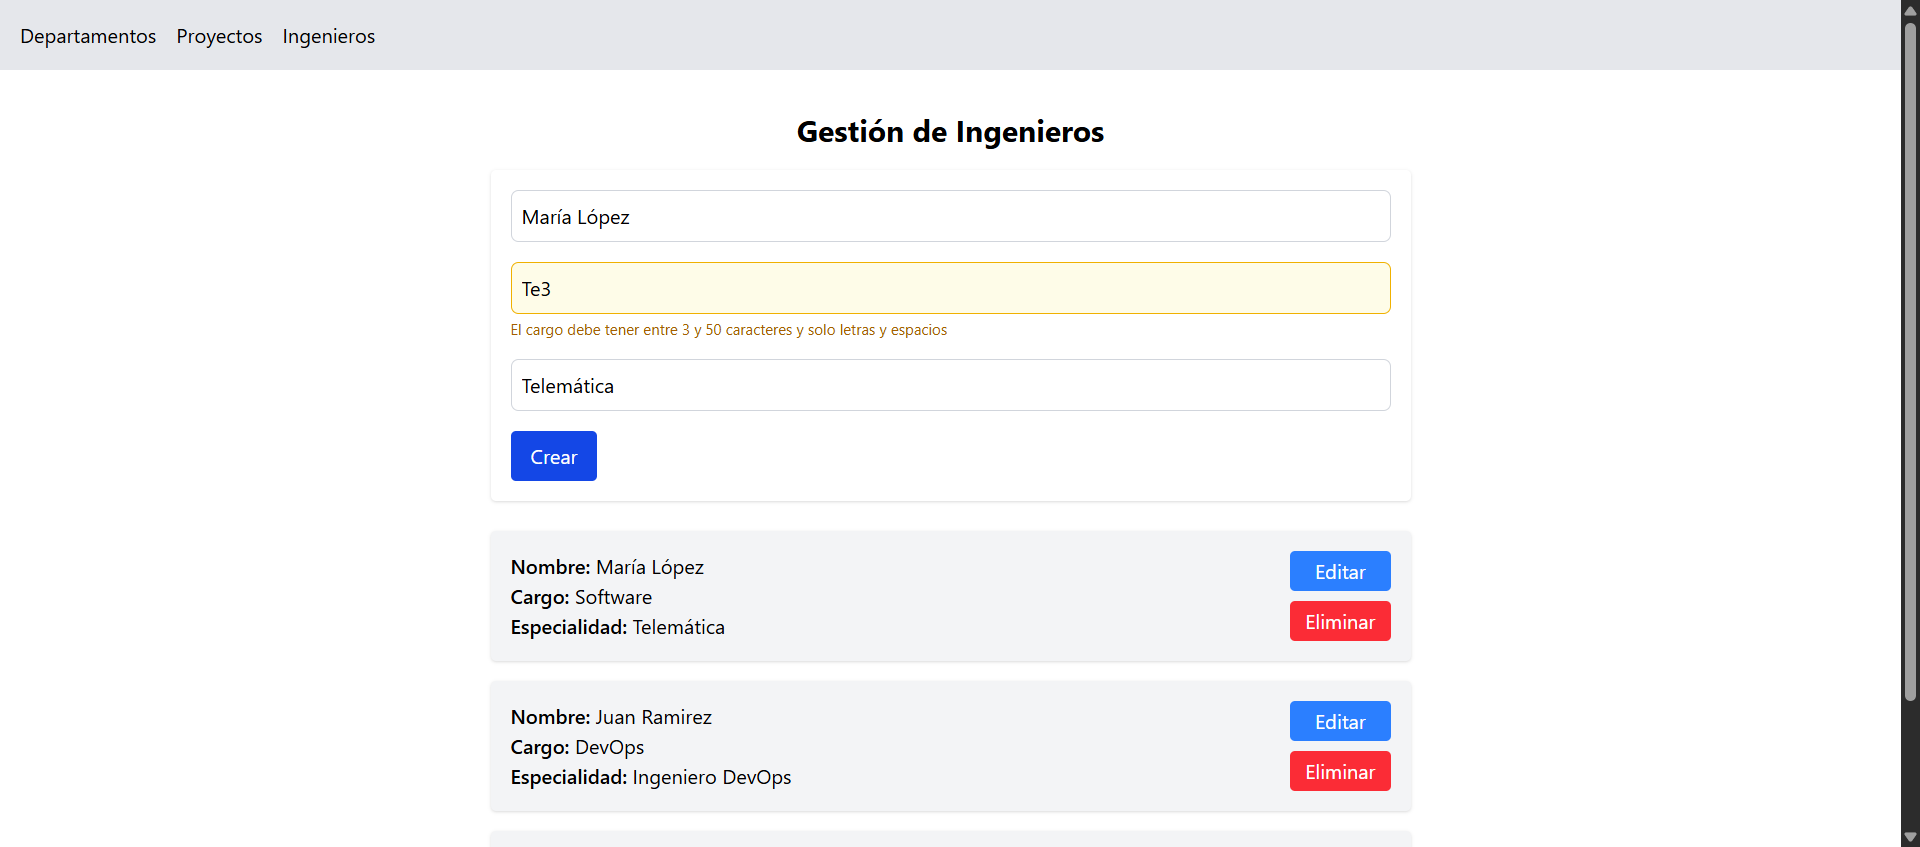 Departamentos Proyectos Ingenieros
Gestión de Ingenieros
María López
Te3
El cargo debe tener entre 3 y 50 caracteres y solo letras y espacios
Telemática
Crear
Nombre: María López
Cargo: Software
Especialidad: Telemática
Editar
Eliminar
Nombre: Juan Ramirez
Cargo: DevOps
Especialidad: Ingeniero DevOps
Editar
Eliminar